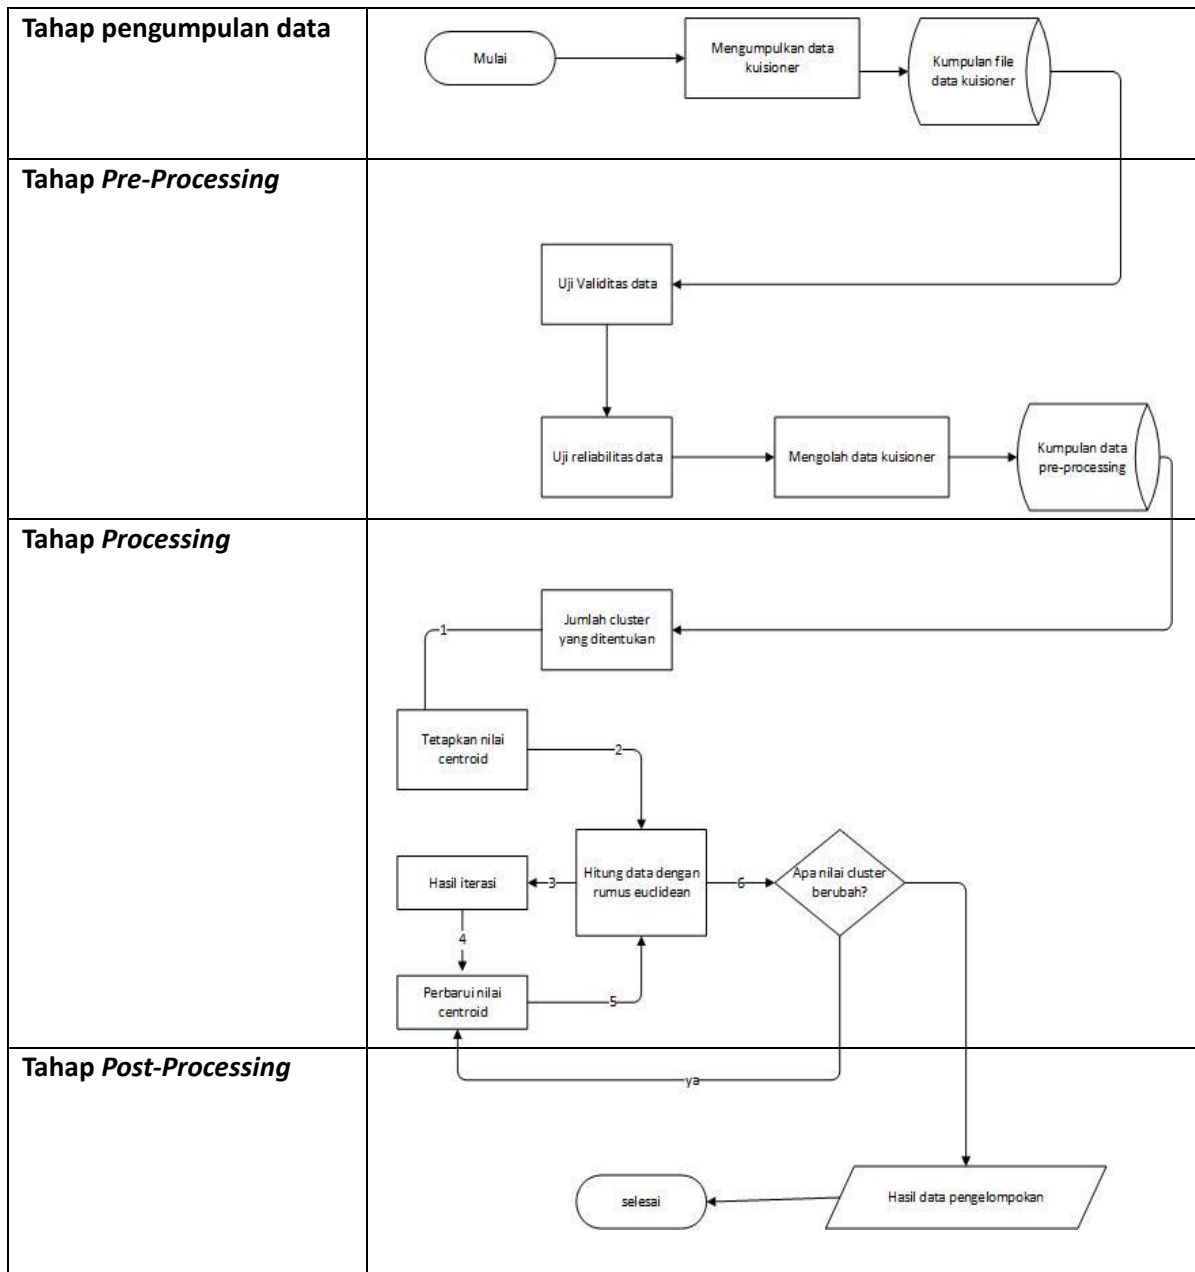 Tahap pengumpulan data
Mulai
Mengumpulkan data
kuisioner
Kumpulan file
data kuisioner
Tahap Pre-Processing
Uji Validitas data
Uji reliabilitas data
Mengolah data kuisioner
Kumpulan data
pre-processing
Tahap Processing
Jumlah cluster
yang ditentukan
1
Tetapkan nilai
centroid
2
Hasil iterasi
3
Hitung data dengan
rumus euclidean
6
Apa nilai cluster
berubah?
4
Perbarui nilai
centroid
5
Tahap Post-Processing
ya
selesai
Hasil data pengelompokan